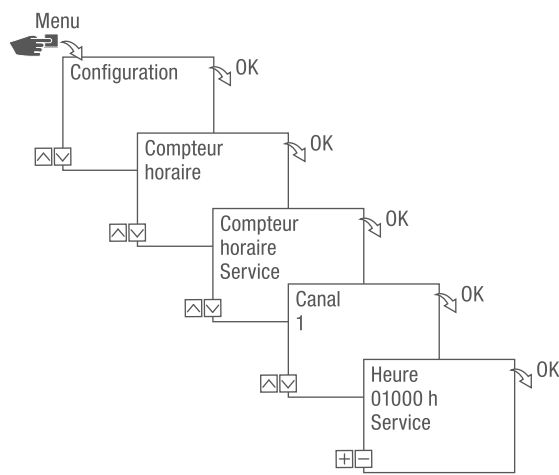 Menu
Configuration
OK
Compteur
horaire
OK
Compteur
horaire
Service
OK
Canal
1
OK
Heure
01000 h
Service
OK
+ −